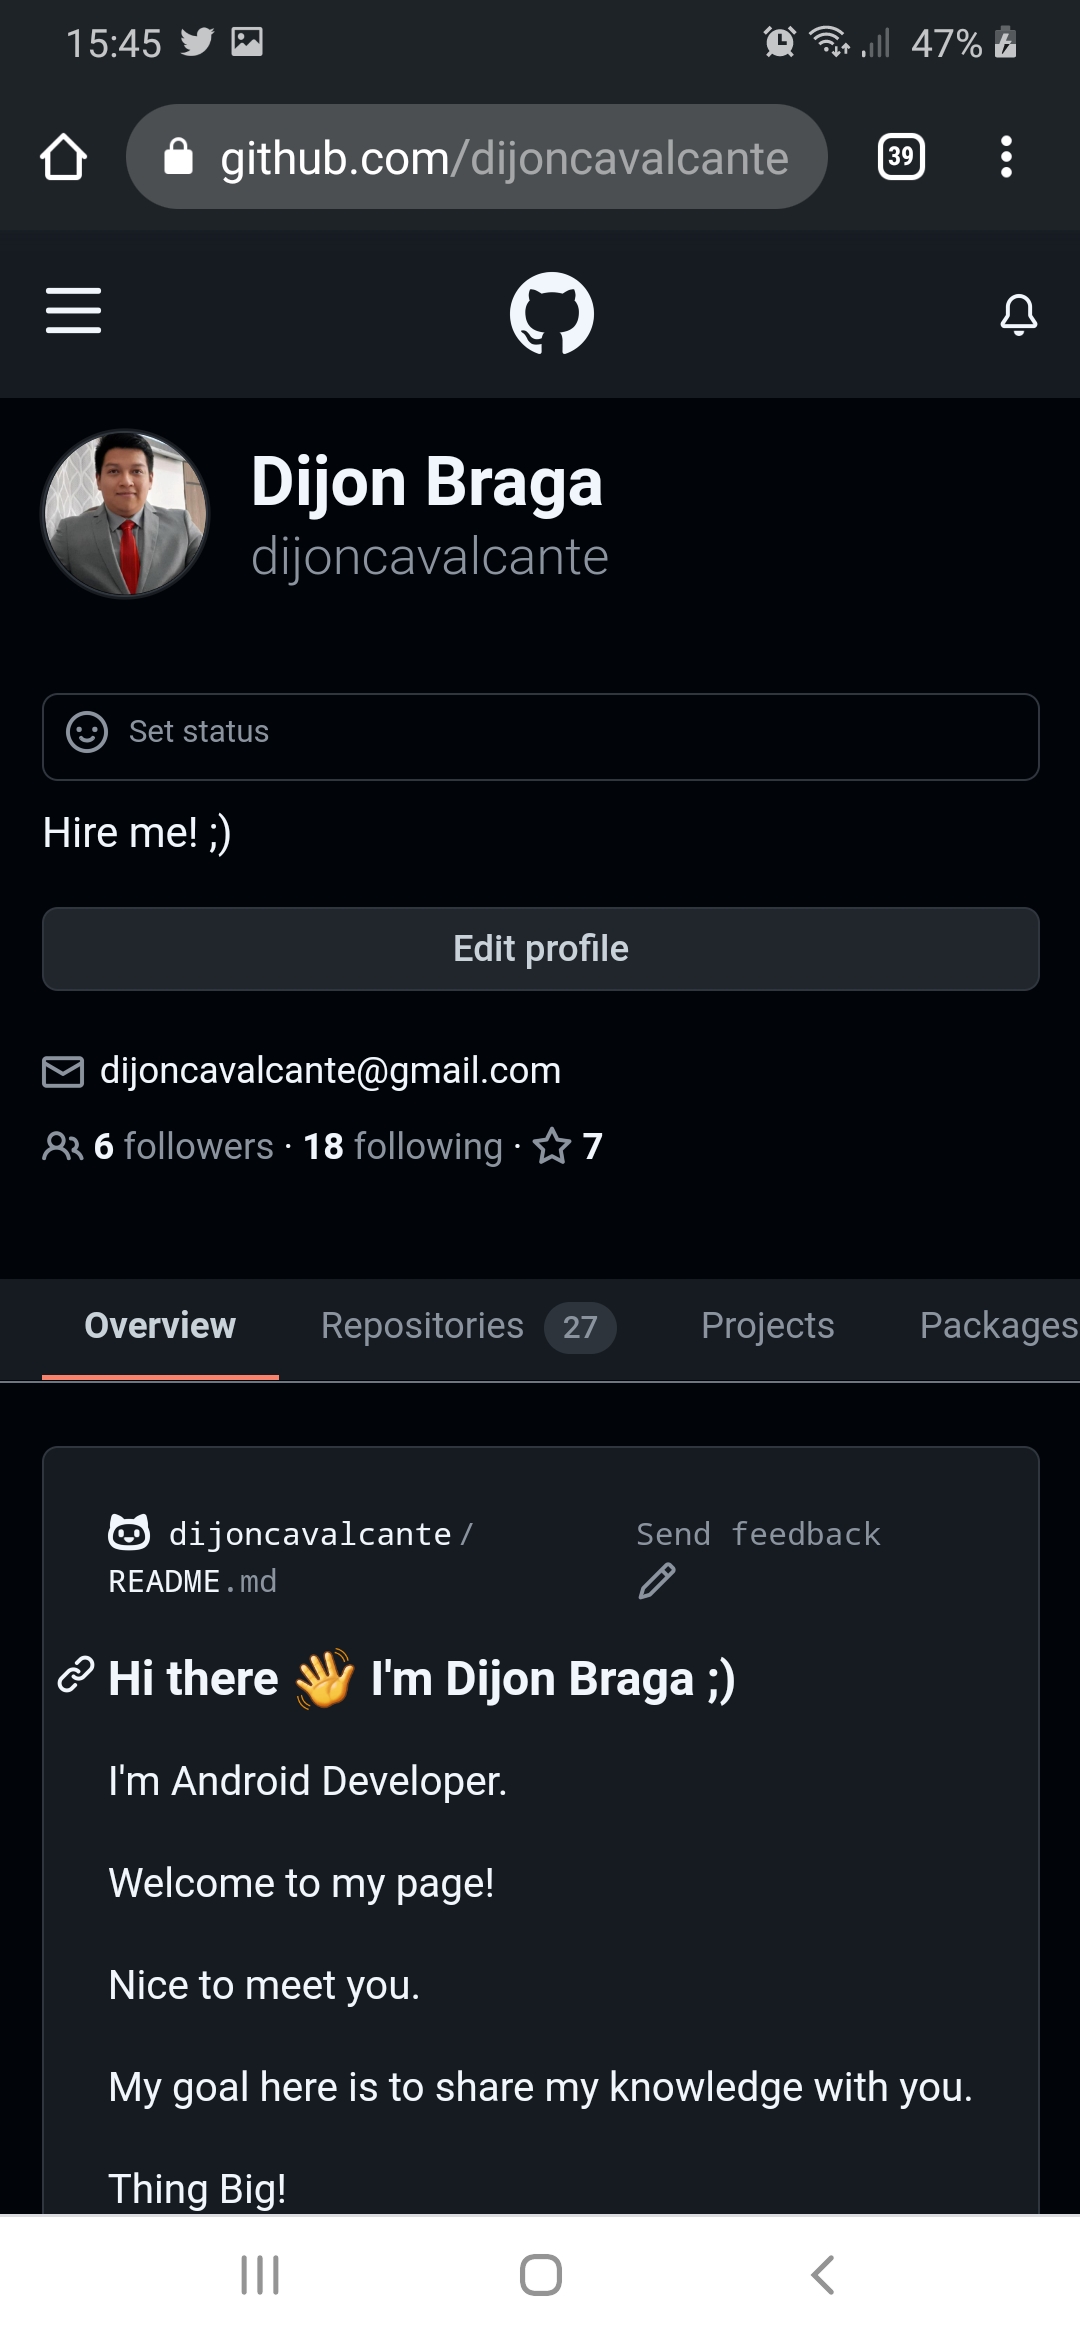 15:45 47%
github.com/dijoncavalcante 39
Dijon Braga
dijoncavalcante
Set status
Hire me! ;)
Edit profile
dijoncavalcante@gmail.com
6 followers · 18 following · 7
Overview Repositories 27 Projects Packages
dijoncavalcante/ Send feedback
README.md
Hi there 👋 I'm Dijon Braga ;)
I'm Android Developer.
Welcome to my page!
Nice to meet you.
My goal here is to share my knowledge with you.
Thing Big!